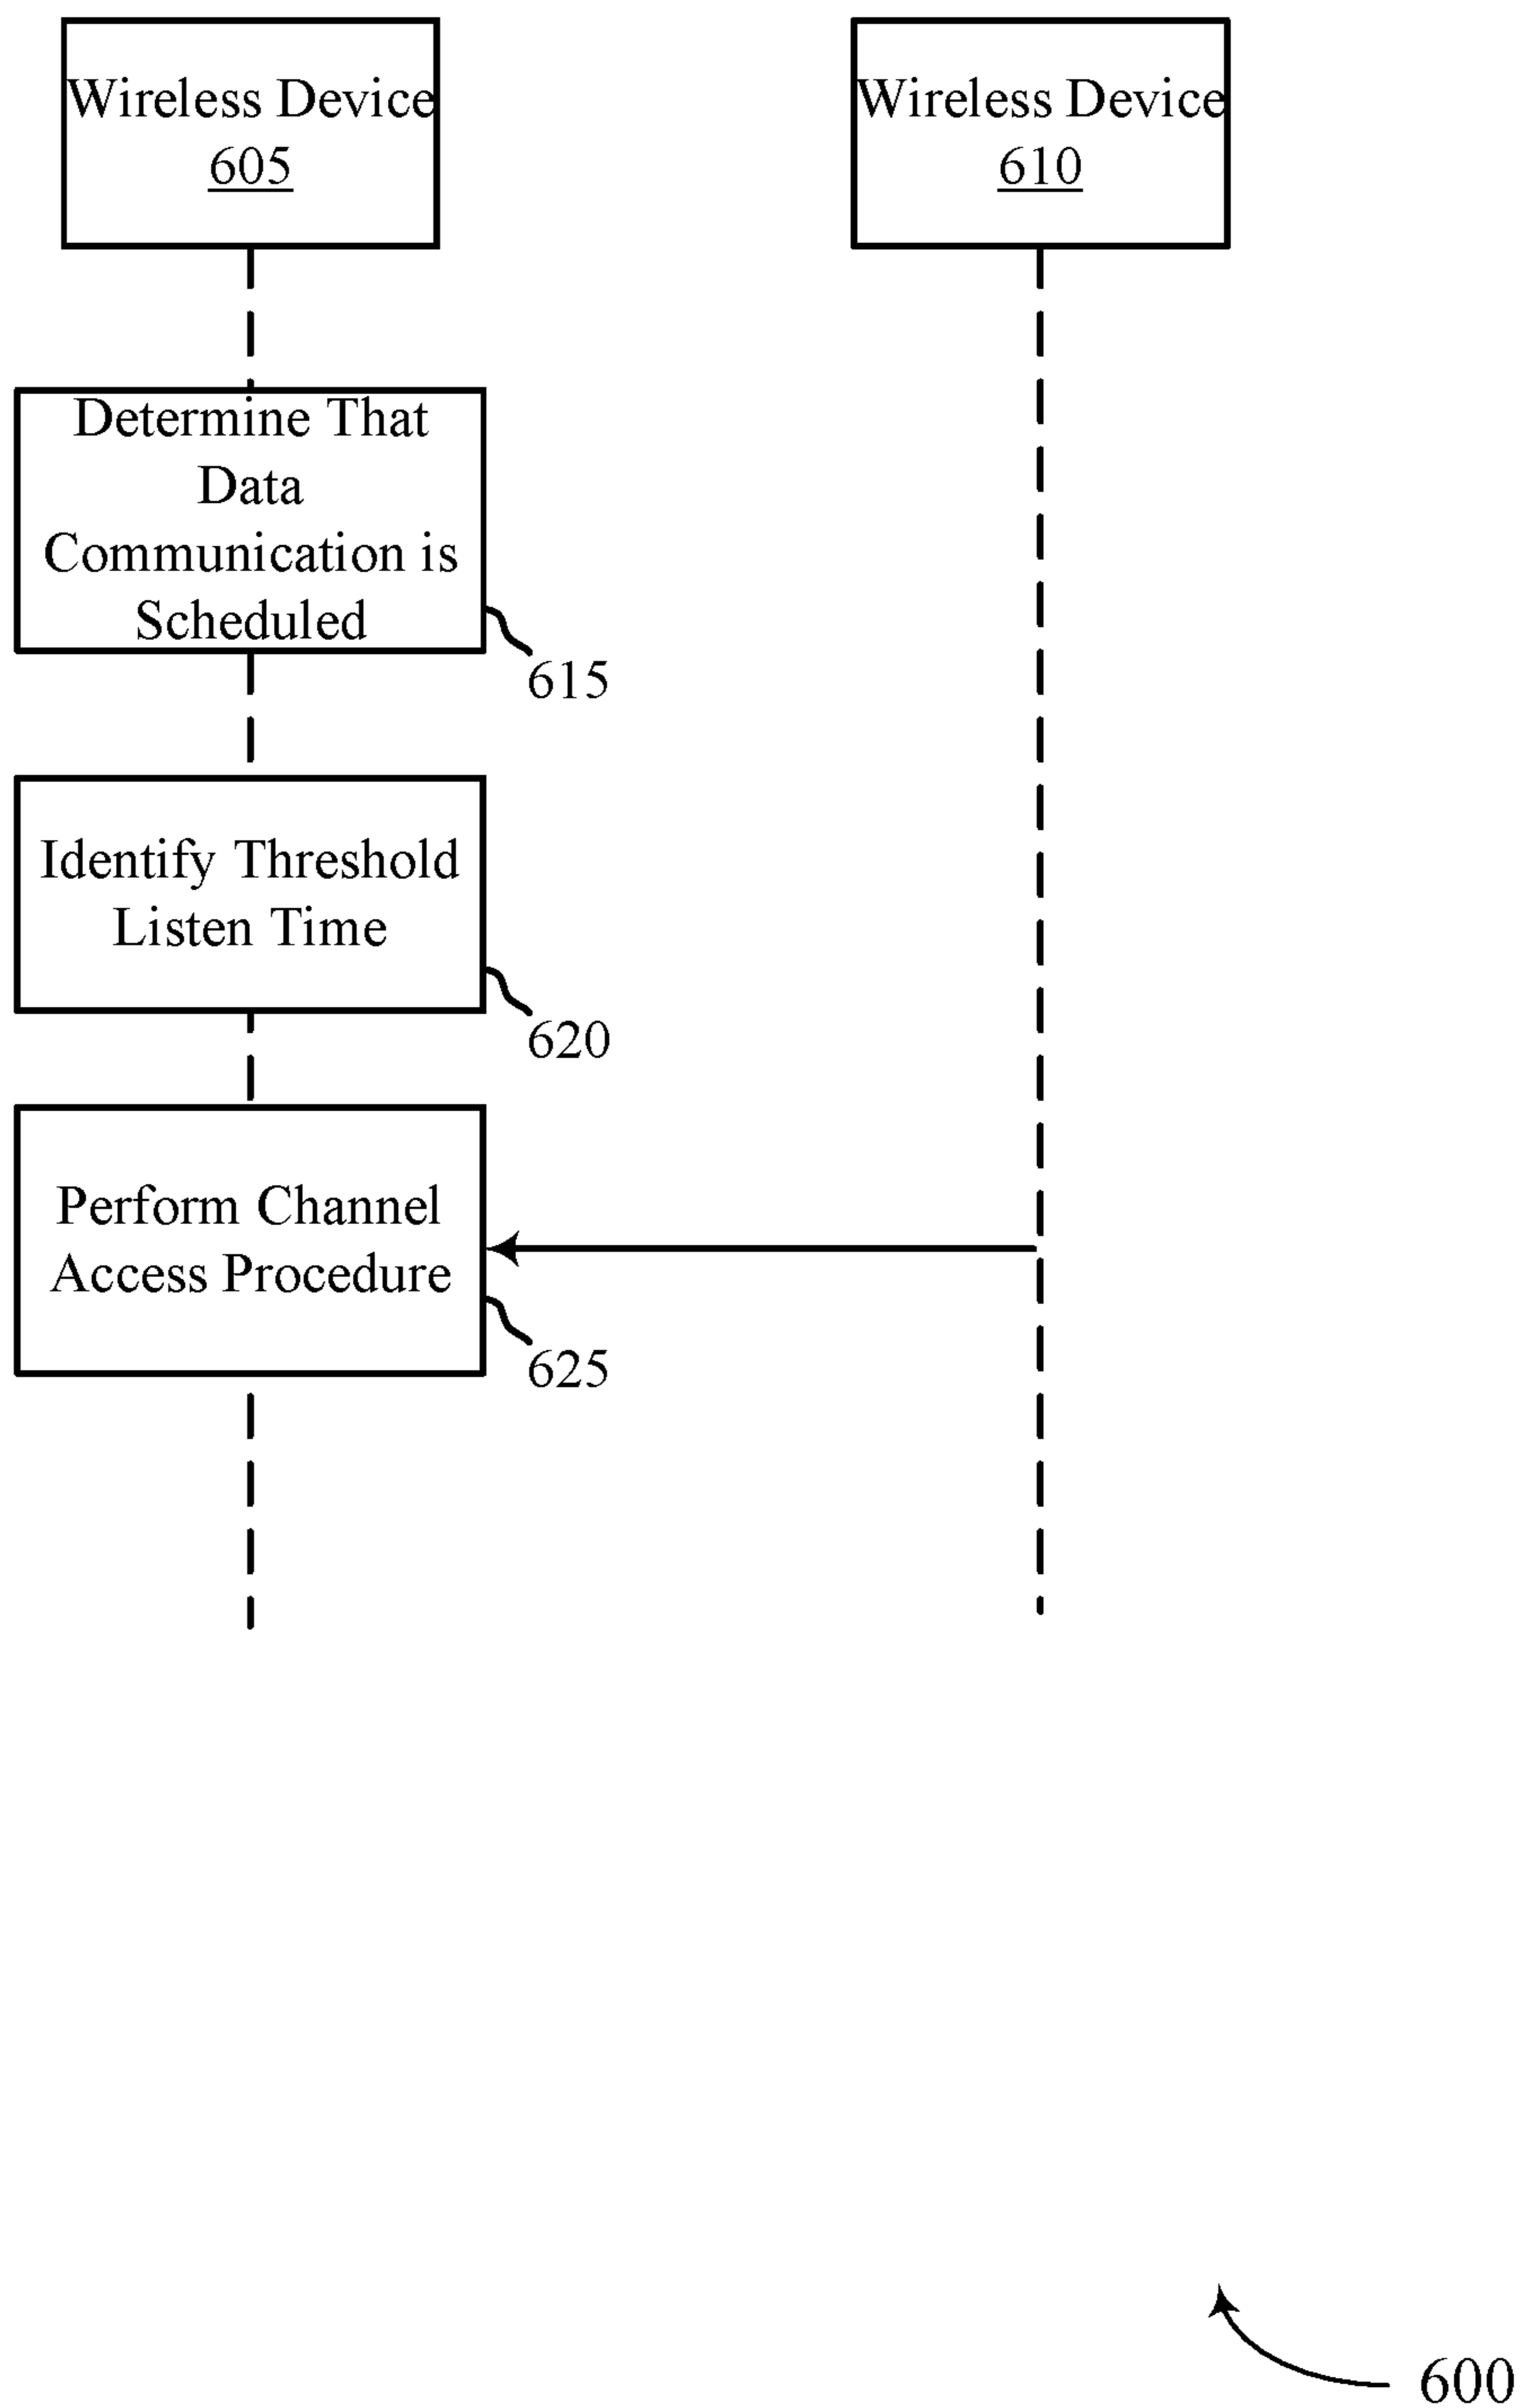 Wireless Device
605
Wireless Device
610
Determine That
Data
Communication is
Scheduled
615
Identify Threshold
Listen Time
620
Perform Channel
Access Procedure
625
600